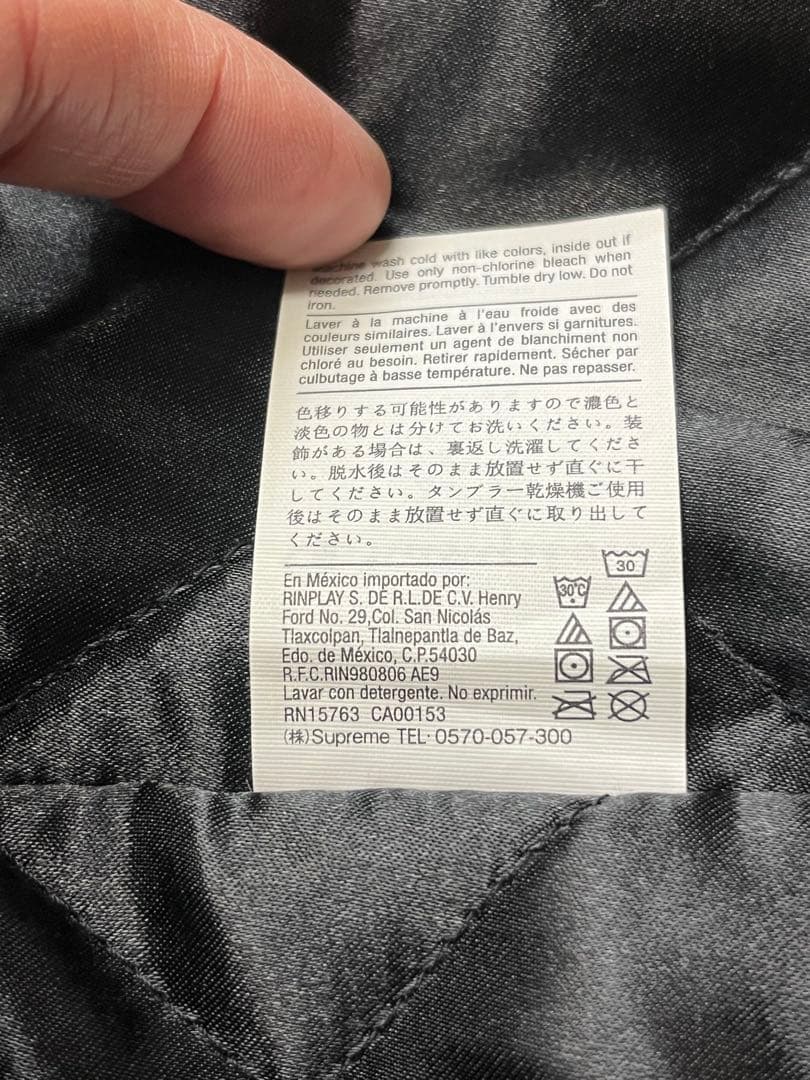 Machine wash cold with like colors, inside out if
decorated. Use only non-chlorine bleach when
needed. Remove promptly. Tumble dry low. Do not
iron.
Laver à la machine à l'eau froide avec des
couleurs similaires. Laver à l'envers si garnitures.
Utiliser seulement un agent de blanchiment non
chloré au besoin. Retirer rapidement. Sécher par
culbutage à basse température. Ne pas repasser.
色移りする可能性がありますので濃色と
淡色の物とは分けてお洗いください。装
飾がある場合は、裏返し洗濯してくださ
い。脱水後はそのまま放置せず直ぐに干
してください。タンブラー乾燥機ご使用
後はそのまま放置せず直ぐに取り出して
ください。
En México importado por:
RINPLAY S. DE R.L.DE C.V. Henry
Ford No. 29,Col. San Nicolás
Tlaxcolpan, Tlalnepantla de Baz,
Edo. de México, C.P.54030
R.F.C.RIN980806 AE9
Lavar con detergente. No exprimir.
RN15763 CA00153
(株)Supreme TEL・0570-057-300
30
30°C